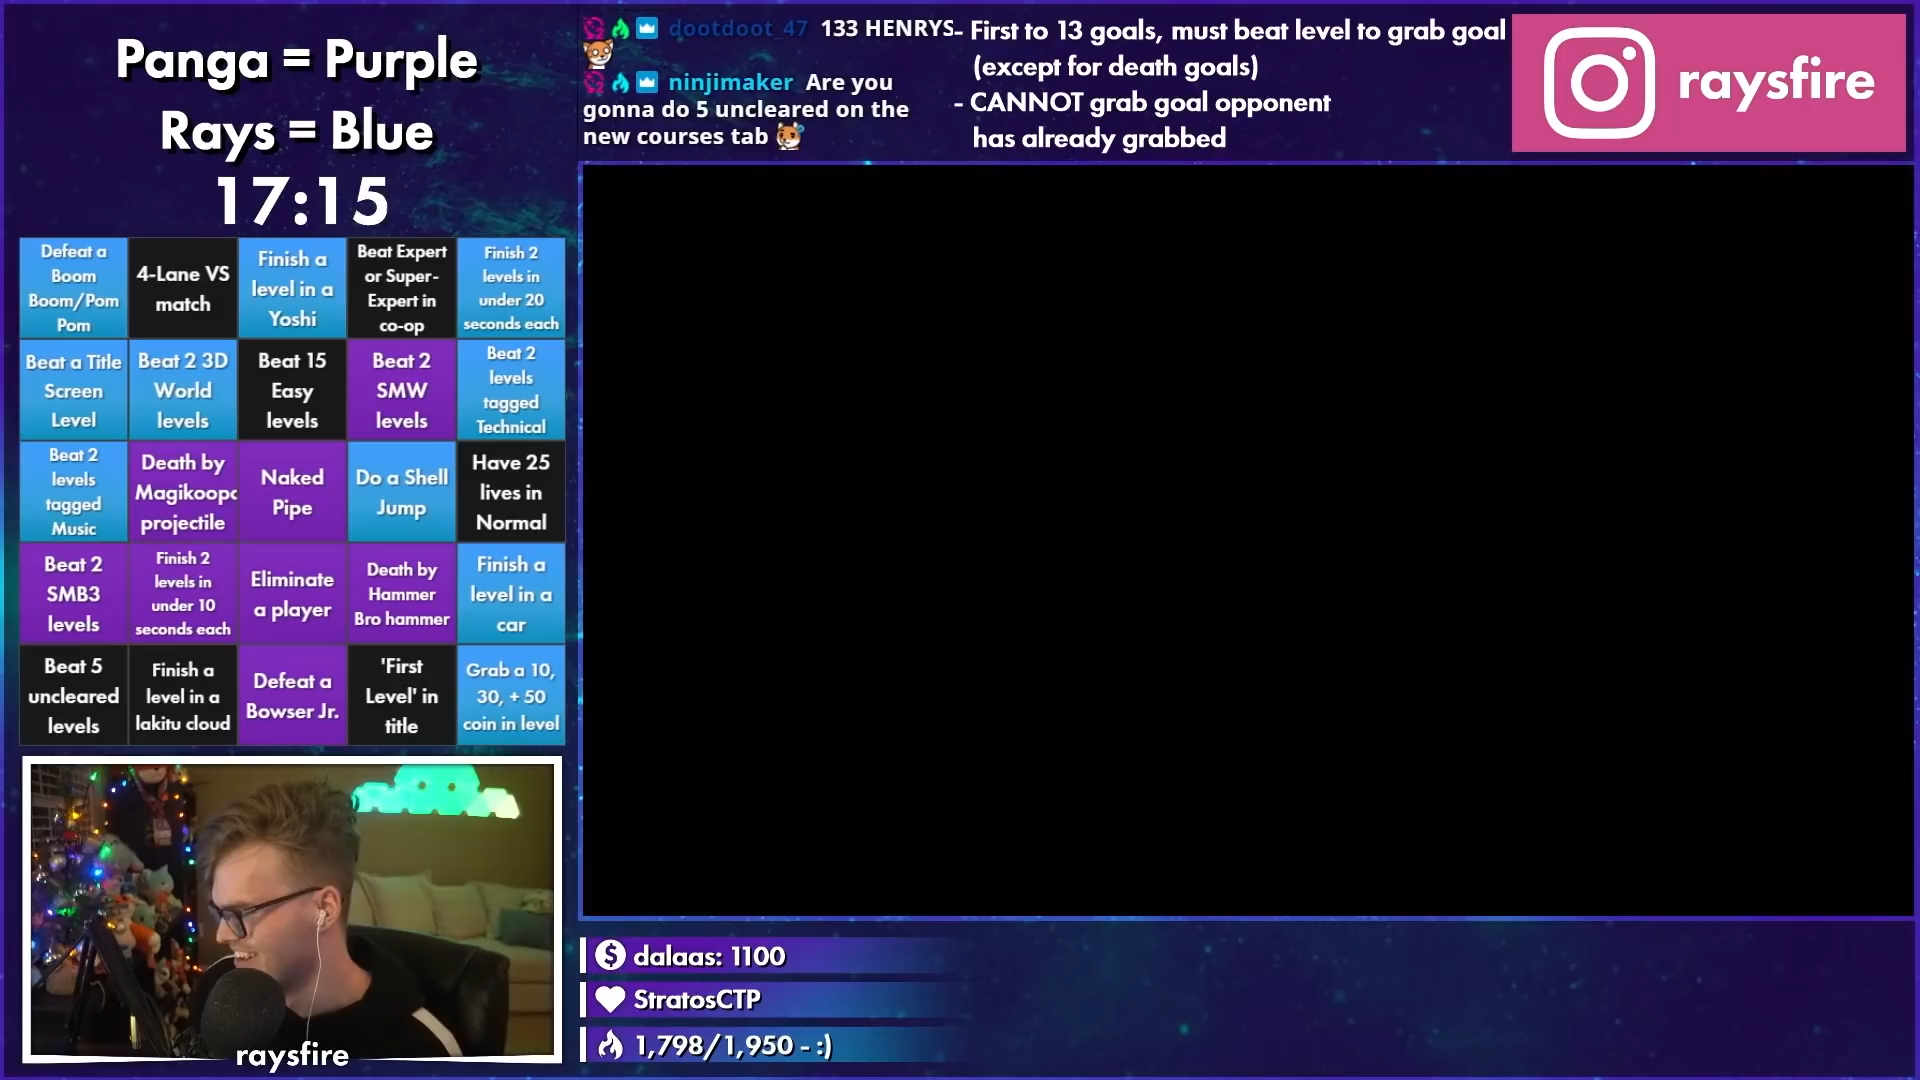 Panga = Purple
Rays = Blue
17:15
Defeat a
Boom
Boom/Pom
Pom
4-Lane VS
match
Finish a
level in a
Yoshi
Beat Expert
or Super-
Expert in
co-op
Finish 2
levels in
under 20
seconds each
Beat a Title
Screen
Level
Beat 2 3D
World
levels
Beat 15
Easy
levels
Beat 2
SMW
levels
Beat 2
levels
tagged
Technical
Beat 2
levels
tagged
Music
Death by
Magikoopa
projectile
Naked
Pipe
Do a Shell
Jump
Have 25
lives in
Normal
Beat 2
SMB3
levels
Finish 2
levels in
under 10
seconds each
Eliminate
a player
Death by
Hammer
Bro hammer
Finish a
level in a
car
Beat 5
uncleared
levels
Finish a
level in a
lakitu cloud
Defeat a
Bowser Jr.
'First
Level' in
title
Grab a 10,
30, + 50
coin in level
raysfire
dootdoot_47 133 HENRYS
ninjimaker Are you
gonna do 5 uncleared on the
new courses tab
- First to 13 goals, must beat level to grab goal
(except for death goals)
- CANNOT grab goal opponent
has already grabbed
raysfire
dalaas: 1100
StratosCTP
1,798/1,950 - :)